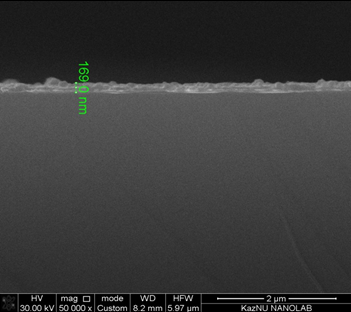 169.0 nm
HV
mag
mode
WD
HFW
2 µm
30.00 kV
50 000 x
Custom
8.2 mm
5.97 µm
KazNU NANOLAB